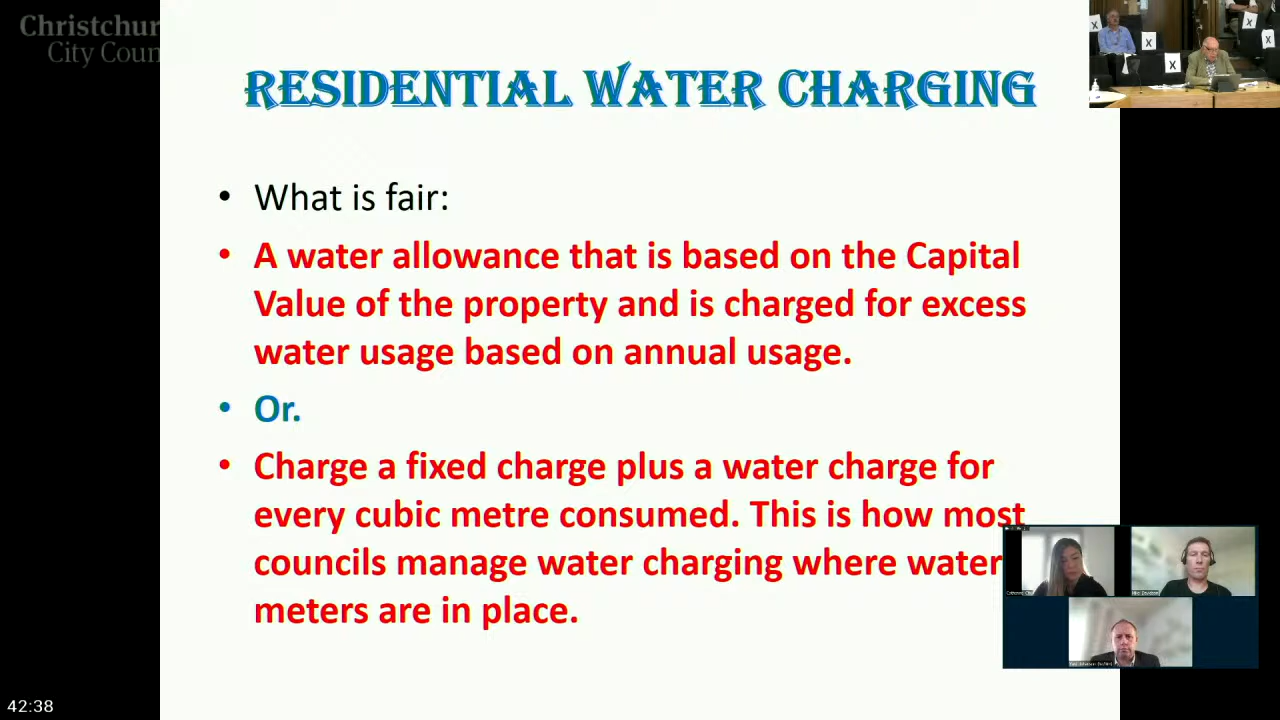 Christchur
City Coun
RESIDENTIAL WATER CHARGING
• What is fair:
• A water allowance that is based on the Capital
Value of the property and is charged for excess
water usage based on annual usage.
• Or.
• Charge a fixed charge plus a water charge for
every cubic metre consumed. This is how most
councils manage water charging where water
meters are in place.
X
X
X
X
X
42:38